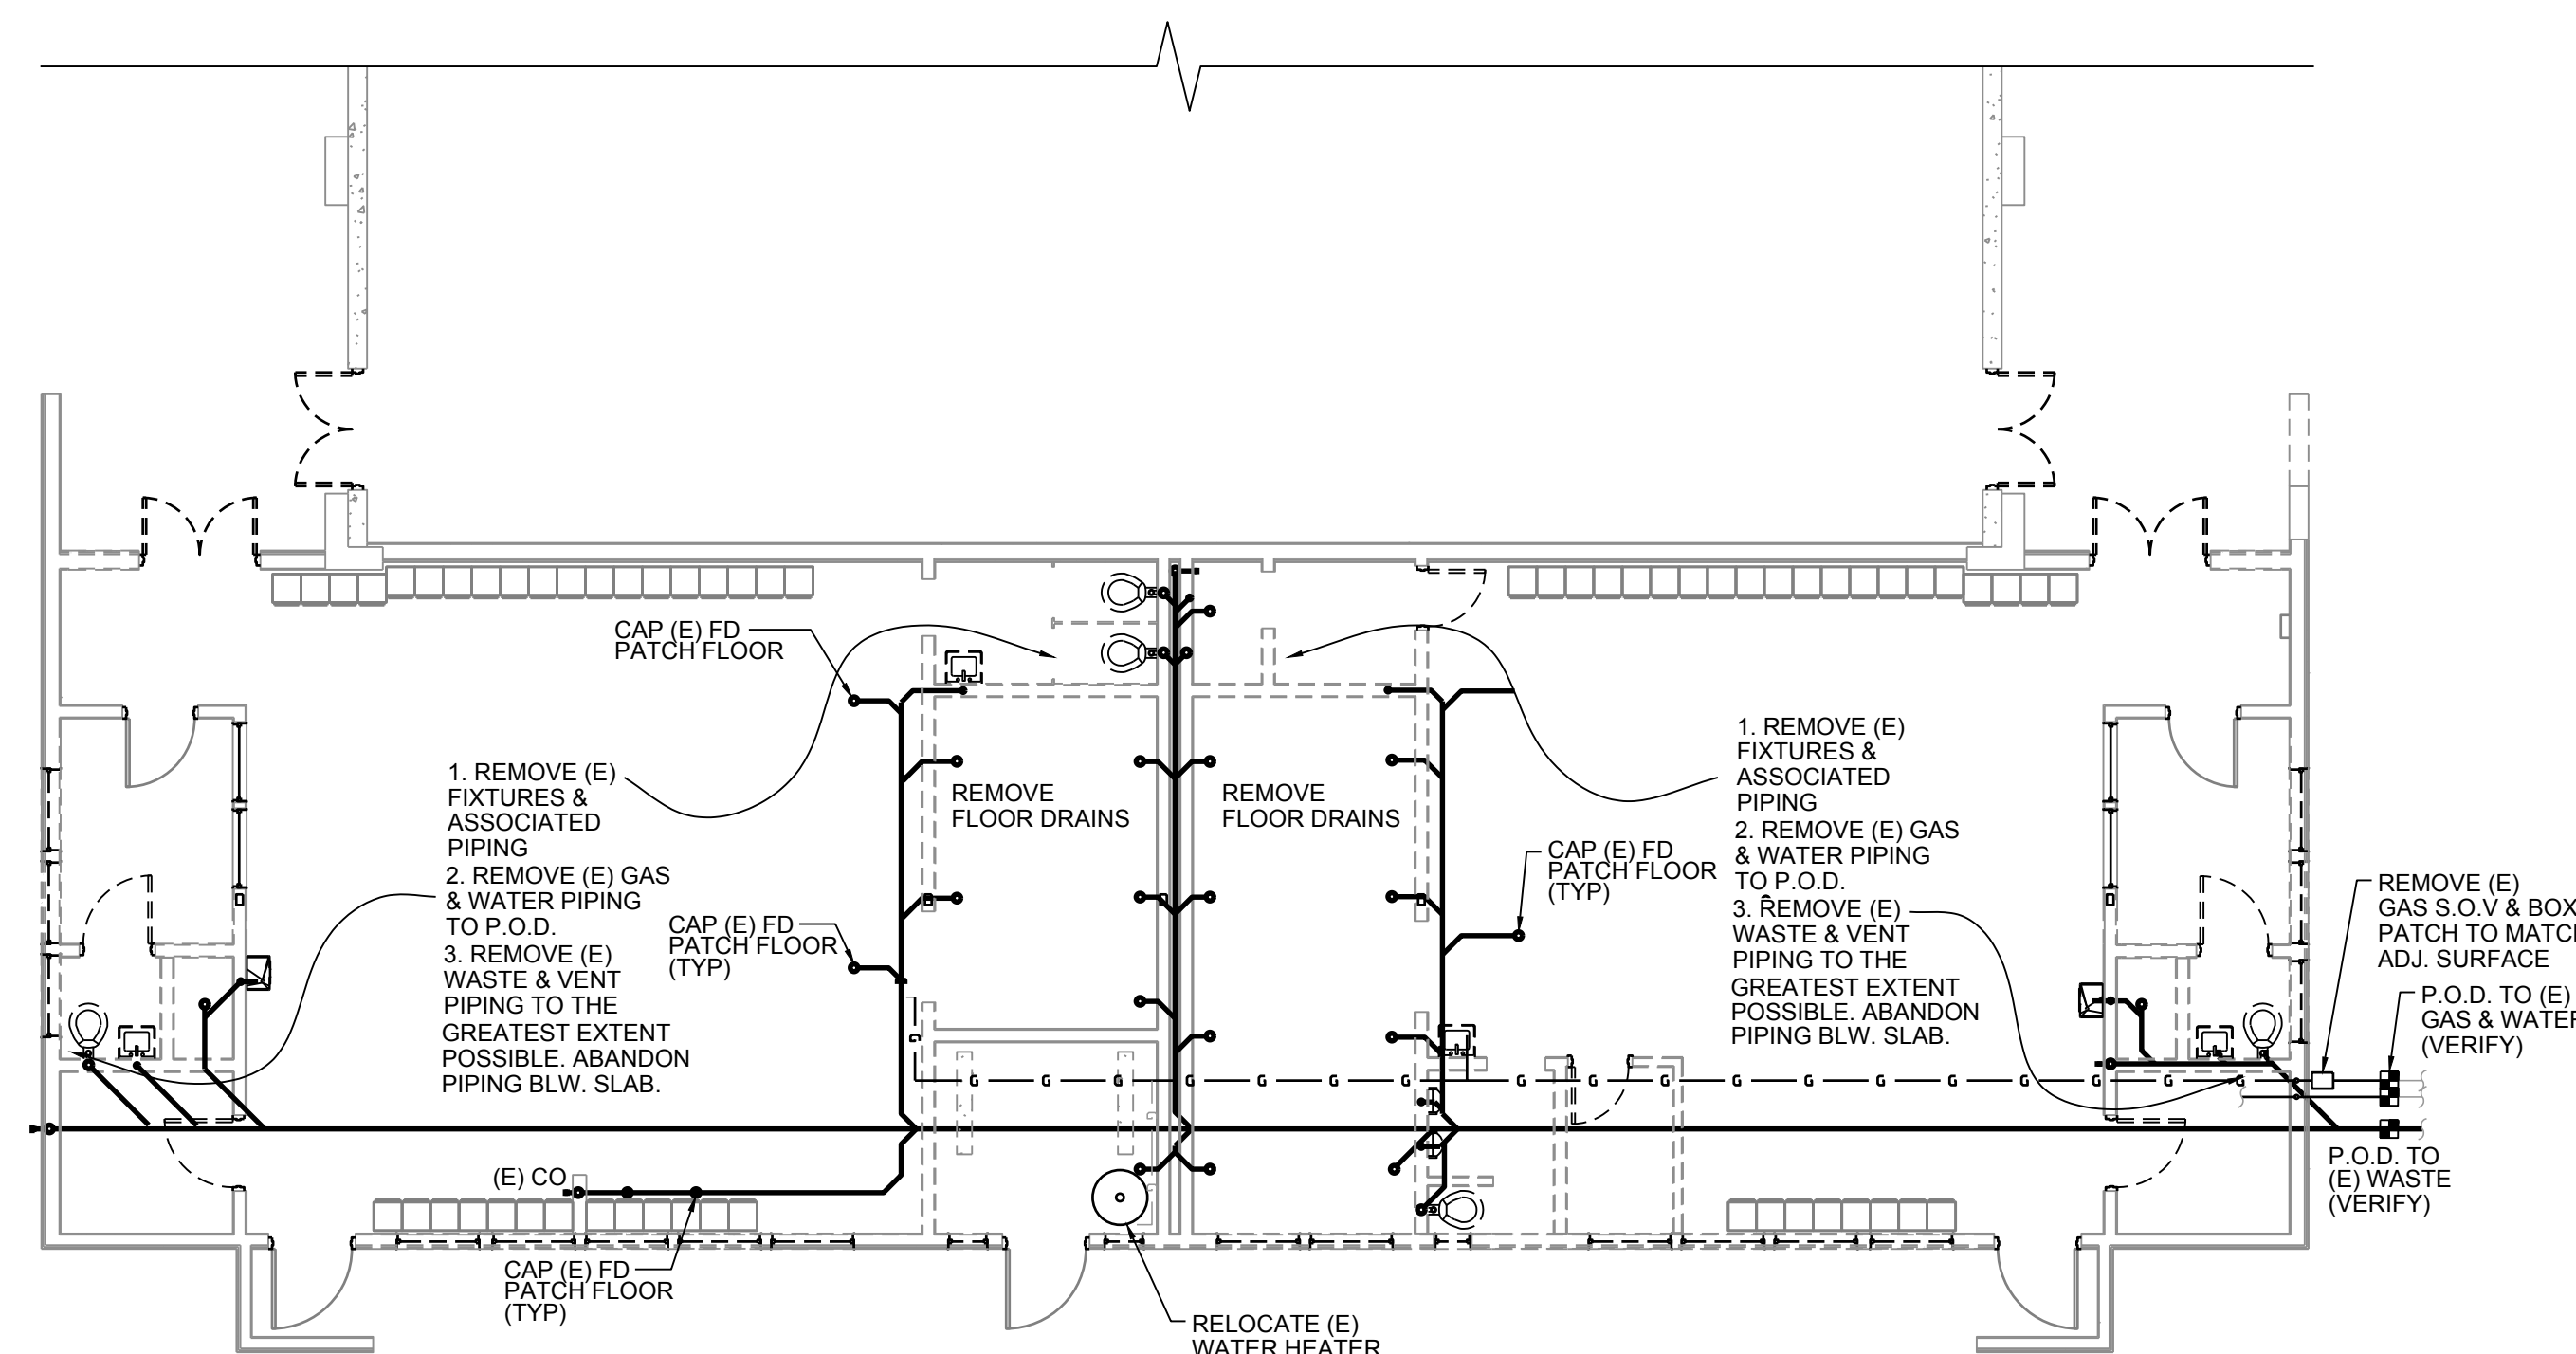 CAP (E) FD
PATCH FLOOR
1. REMOVE (E)
FIXTURES &
ASSOCIATED
PIPING
2. REMOVE (E) GAS
& WATER PIPING
TO P.O.D.
3. REMOVE (E)
WASTE & VENT
PIPING TO THE
GREATEST EXTENT
POSSIBLE. ABANDON
PIPING BLW. SLAB.
CAP (E) FD
PATCH FLOOR
(TYP)
REMOVE
FLOOR DRAINS
REMOVE
FLOOR DRAINS
CAP (E) FD
PATCH FLOOR
(TYP)
1. REMOVE (E)
FIXTURES &
ASSOCIATED
PIPING
2. REMOVE (E) GAS
& WATER PIPING
TO P.O.D.
3. REMOVE (E)
WASTE & VENT
PIPING TO THE
GREATEST EXTENT
POSSIBLE. ABANDON
PIPING BLW. SLAB.
REMOVE (E)
GAS S.O.V & BOX
PATCH TO MATCH
ADJ. SURFACE
P.O.D. TO (E)
GAS & WATER
(VERIFY)
G G G G G G G G G G G G G G G G G G G
P.O.D. TO
(E) WASTE
(VERIFY)
(E) CO
CAP (E) FD
PATCH FLOOR
(TYP)
RELOCATE (E)
WATER HEATER